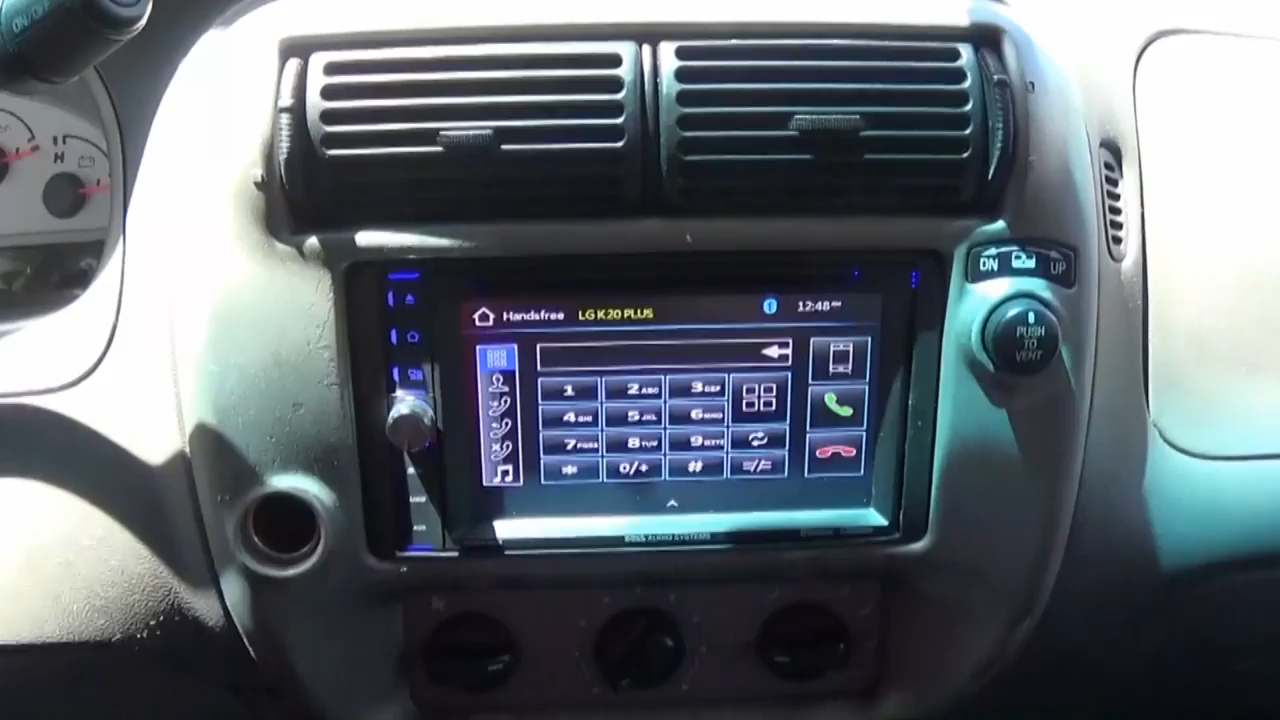 ON/OFF
H
DN UP
Handsfree LG K20 PLUS 12:48
PUSH
TO
VENT
1 2ABC 3DEF
4GHI 5JKL 6MNO
7PQRS 8TUV 9WXYZ
* 0/+ #
BOSS AUDIO SYSTEMS